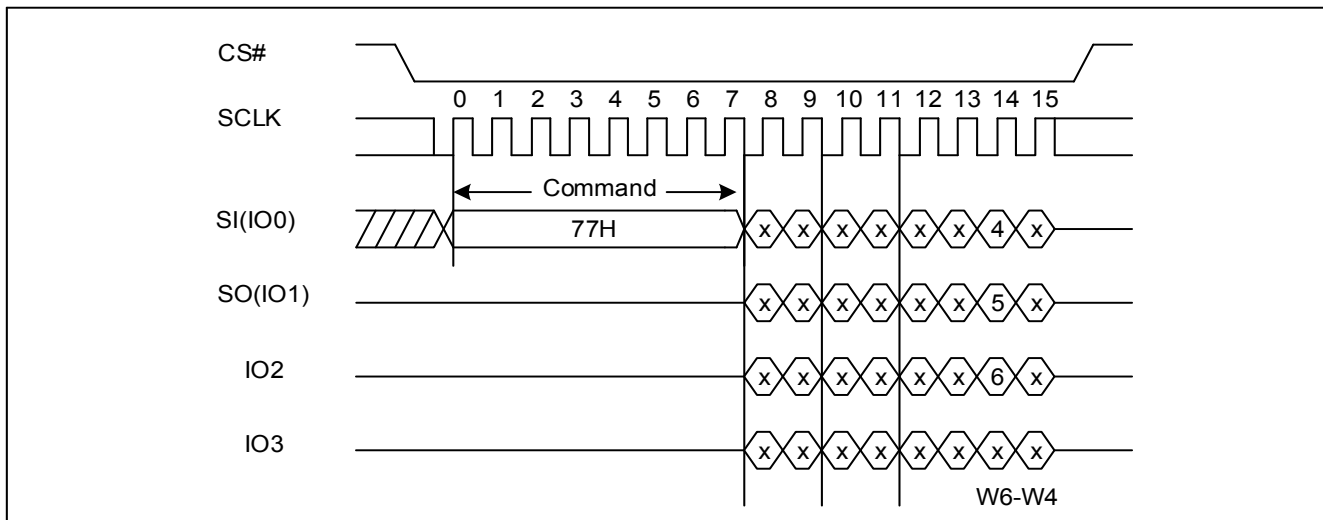 CS#
0 1 2 3 4 5 6 7 8 9 10 11 12 13 14 15
SCLK
Command
SI(IO0) 77H x x x x x x 4 x
SO(IO1) x x x x x x 5 x
IO2 x x x x x x 6 x
IO3 x x x x x x x x
W6-W4